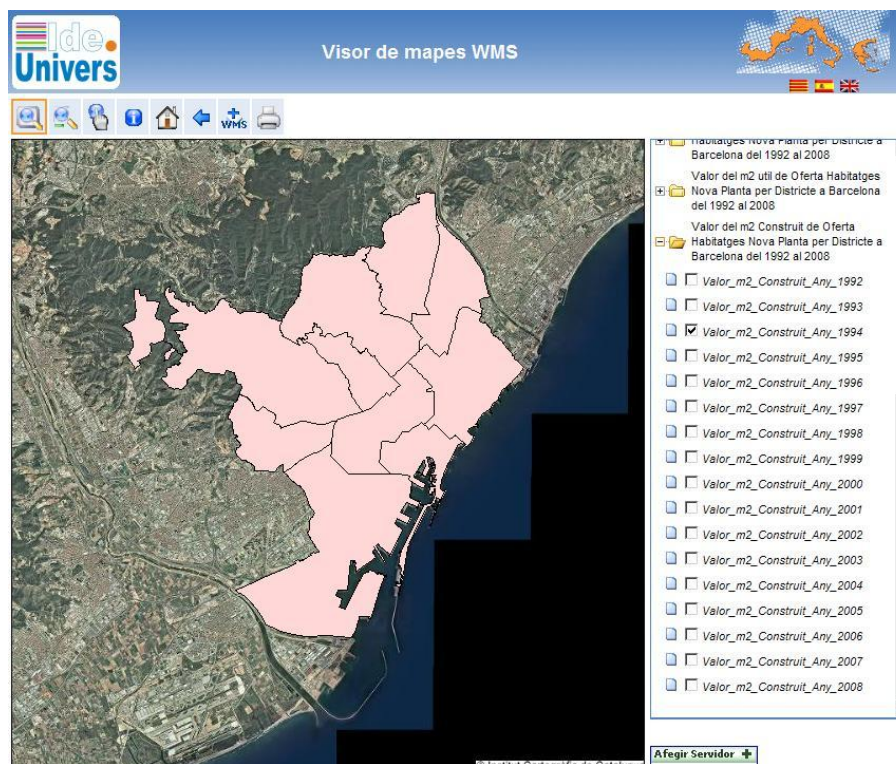 Ide.
Univers
Visor de mapes WMS
WMS
Habitatges Nova Planta per Districte a
Barcelona del 1992 al 2008
Valor del m2 util de Oferta Habitatges
Nova Planta per Districte a Barcelona
del 1992 al 2008
Valor del m2 Construit de Oferta
Habitatges Nova Planta per Districte a
Barcelona del 1992 al 2008
Valor_m2_Construit_Any_1992
Valor_m2_Construit_Any_1993
Valor_m2_Construit_Any_1994
Valor_m2_Construit_Any_1995
Valor_m2_Construit_Any_1996
Valor_m2_Construit_Any_1997
Valor_m2_Construit_Any_1998
Valor_m2_Construit_Any_1999
Valor_m2_Construit_Any_2000
Valor_m2_Construit_Any_2001
Valor_m2_Construit_Any_2002
Valor_m2_Construit_Any_2003
Valor_m2_Construit_Any_2004
Valor_m2_Construit_Any_2005
Valor_m2_Construit_Any_2006
Valor_m2_Construit_Any_2007
Valor_m2_Construit_Any_2008
Afegir Servidor